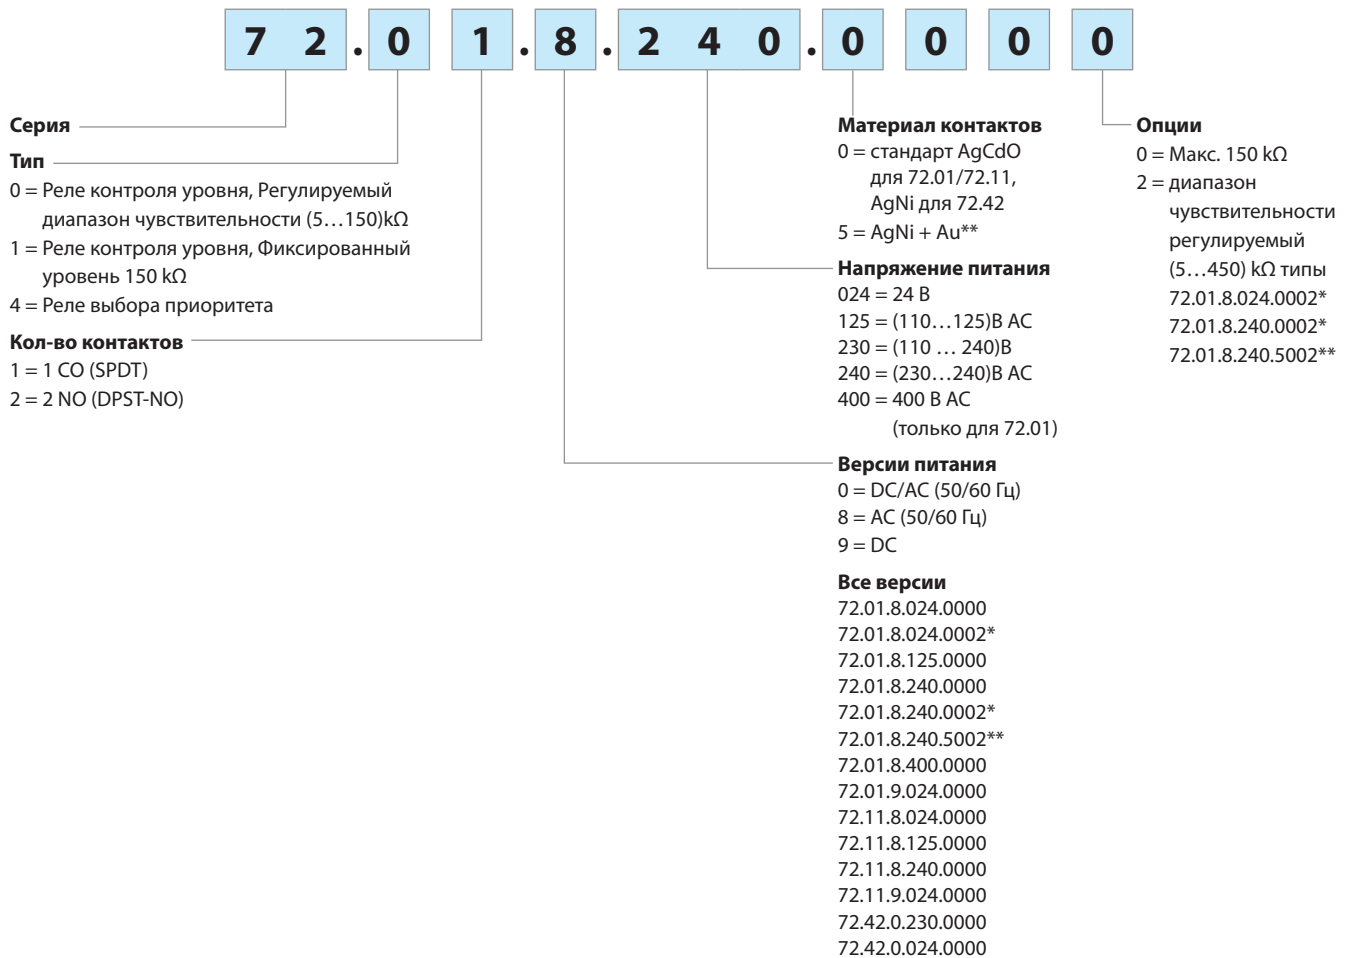 7 2 . 0 1 . 8 . 2 4 0 . 0 0 0 0
Серия
Тип
0 = Реле контроля уровня, Регулируемый
диапазон чувствительности (5…150)kΩ
1 = Реле контроля уровня, Фиксированный
уровень 150 kΩ
4 = Реле выбора приоритета
Кол-во контактов
1 = 1 CO (SPDT)
2 = 2 NO (DPST-NO)
Материал контактов
0 = стандарт AgCdO
для 72.01/72.11,
AgNi для 72.42
5 = AgNi + Au**
Напряжение питания
024 = 24 В
125 = (110…125)В AC
230 = (110 … 240)В
240 = (230…240)В AC
400 = 400 В AC
(только для 72.01)
Версии питания
0 = DC/AC (50/60 Гц)
8 = AC (50/60 Гц)
9 = DC
Все версии
72.01.8.024.0000
72.01.8.024.0002*
72.01.8.125.0000
72.01.8.240.0000
72.01.8.240.0002*
72.01.8.240.5002**
72.01.8.400.0000
72.01.9.024.0000
72.11.8.024.0000
72.11.8.125.0000
72.11.8.240.0000
72.11.9.024.0000
72.42.0.230.0000
72.42.0.024.0000
Опции
0 = Макс. 150 kΩ
2 = диапазон
чувствительности
регулируемый
(5…450) kΩ типы
72.01.8.024.0002*
72.01.8.240.0002*
72.01.8.240.5002**